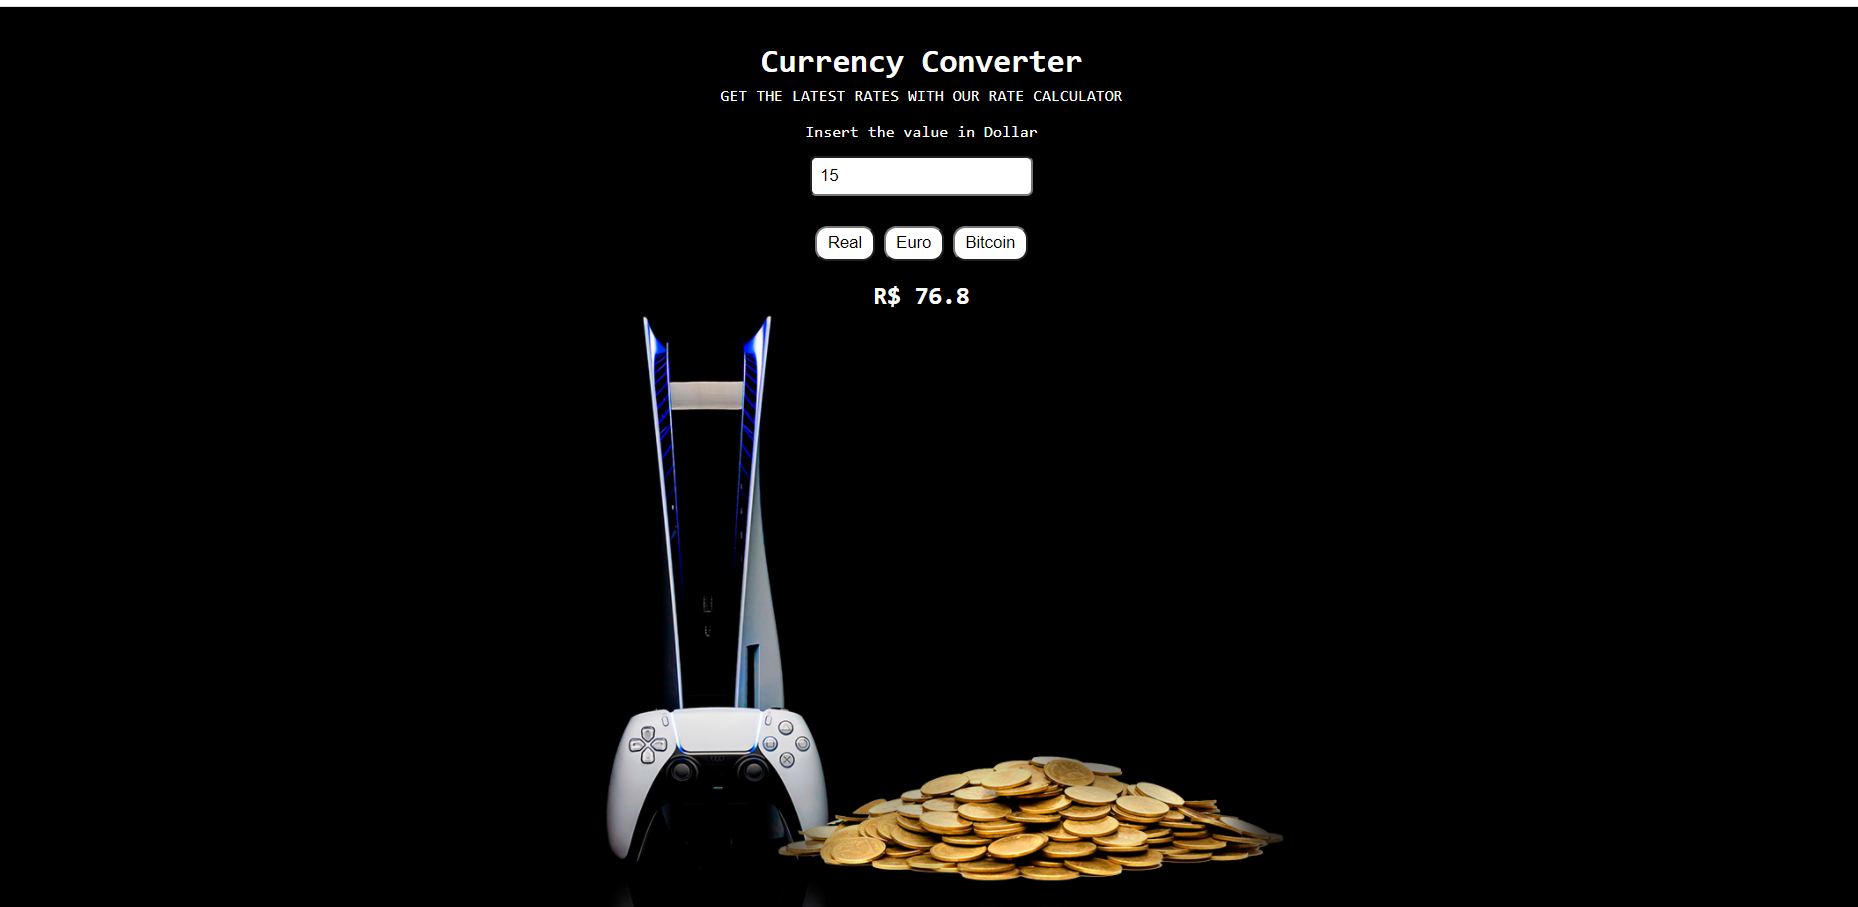 Currency Converter
GET THE LATEST RATES WITH OUR RATE CALCULATOR
Insert the value in Dollar
15
Real Euro Bitcoin
R$ 76.8